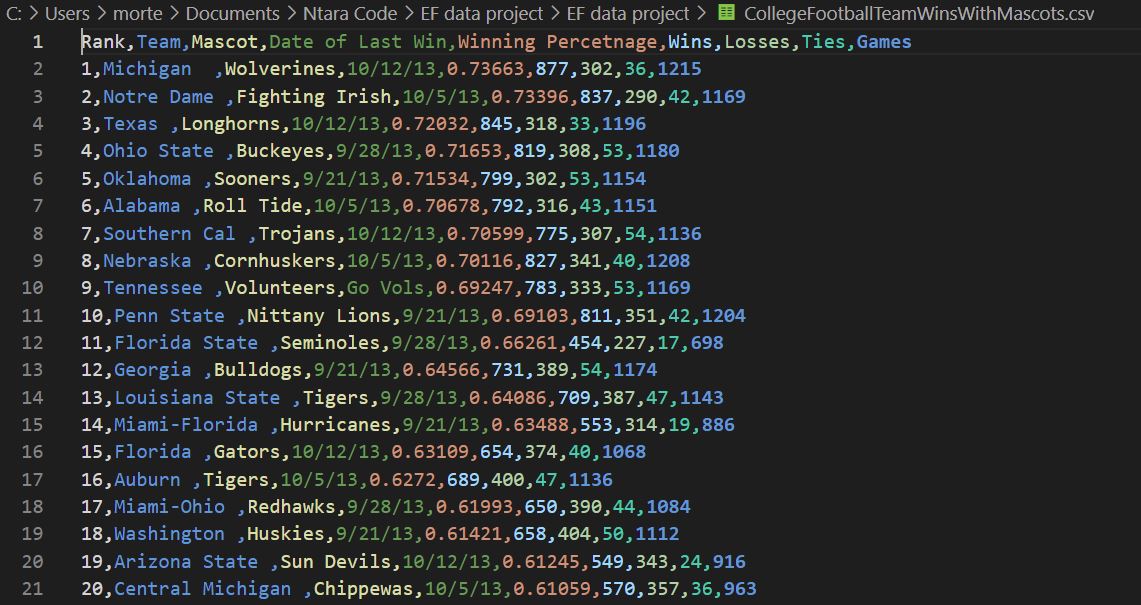 C: > Users > morte > Documents > Ntara Code > EF data project > EF data project > CollegeFootballTeamWinsWithMascots.csv
1 Rank,Team,Mascot,Date of Last Win,Winning Percetnage,Wins,Losses,Ties,Games
2 1,Michigan  ,Wolverines,10/12/13,0.73663,877,302,36,1215
3 2,Notre Dame ,Fighting Irish,10/5/13,0.73396,837,290,42,1169
4 3,Texas ,Longhorns,10/12/13,0.72032,845,318,33,1196
5 4,Ohio State ,Buckeyes,9/28/13,0.71653,819,308,53,1180
6 5,Oklahoma ,Sooners,9/21/13,0.71534,799,302,53,1154
7 6,Alabama ,Roll Tide,10/5/13,0.70678,792,316,43,1151
8 7,Southern Cal ,Trojans,10/12/13,0.70599,775,307,54,1136
9 8,Nebraska ,Cornhuskers,10/5/13,0.70116,827,341,40,1208
10 9,Tennessee ,Volunteers,Go Vols,0.69247,783,333,53,1169
11 10,Penn State ,Nittany Lions,9/21/13,0.69103,811,351,42,1204
12 11,Florida State ,Seminoles,9/28/13,0.66261,454,227,17,698
13 12,Georgia ,Bulldogs,9/21/13,0.64566,731,389,54,1174
14 13,Louisiana State ,Tigers,9/28/13,0.64086,709,387,47,1143
15 14,Miami-Florida ,Hurricanes,9/21/13,0.63488,553,314,19,886
16 15,Florida ,Gators,10/12/13,0.63109,654,374,40,1068
17 16,Auburn ,Tigers,10/5/13,0.6272,689,400,47,1136
18 17,Miami-Ohio ,Redhawks,9/28/13,0.61993,650,390,44,1084
19 18,Washington ,Huskies,9/21/13,0.61421,658,404,50,1112
20 19,Arizona State ,Sun Devils,10/12/13,0.61245,549,343,24,916
21 20,Central Michigan ,Chippewas,10/5/13,0.61059,570,357,36,963